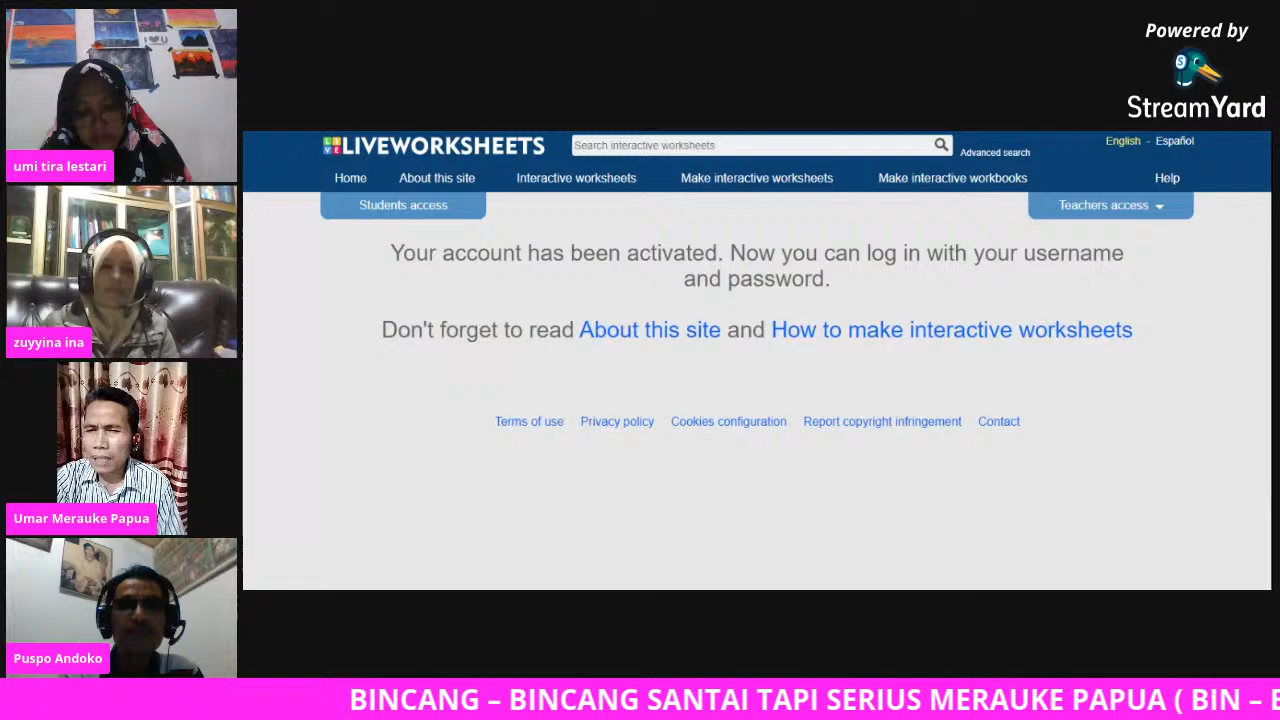 umi tira lestari
zuyyina ina
Umar Merauke Papua
Puspo Andoko
Powered by
StreamYard
LIVE LIVEWORKSHEETS
Search interactive worksheets
Advanced search
English - Español
Home About this site Interactive worksheets Make interactive worksheets Make interactive workbooks Help
Students access
Teachers access
Your account has been activated. Now you can log in with your username
and password.
Don't forget to read About this site and How to make interactive worksheets
Terms of use Privacy policy Cookies configuration Report copyright infringement Contact
BINCANG – BINCANG SANTAI TAPI SERIUS MERAUKE PAPUA ( BIN –